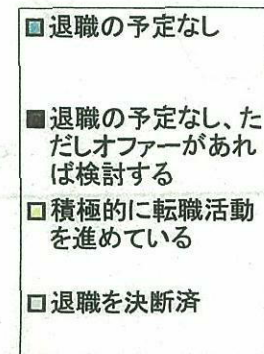 退職の予定なし
退職の予定なし、た
だしオファーがあれ
ば検討する
積極的に転職活動
を進めている
退職を決断済